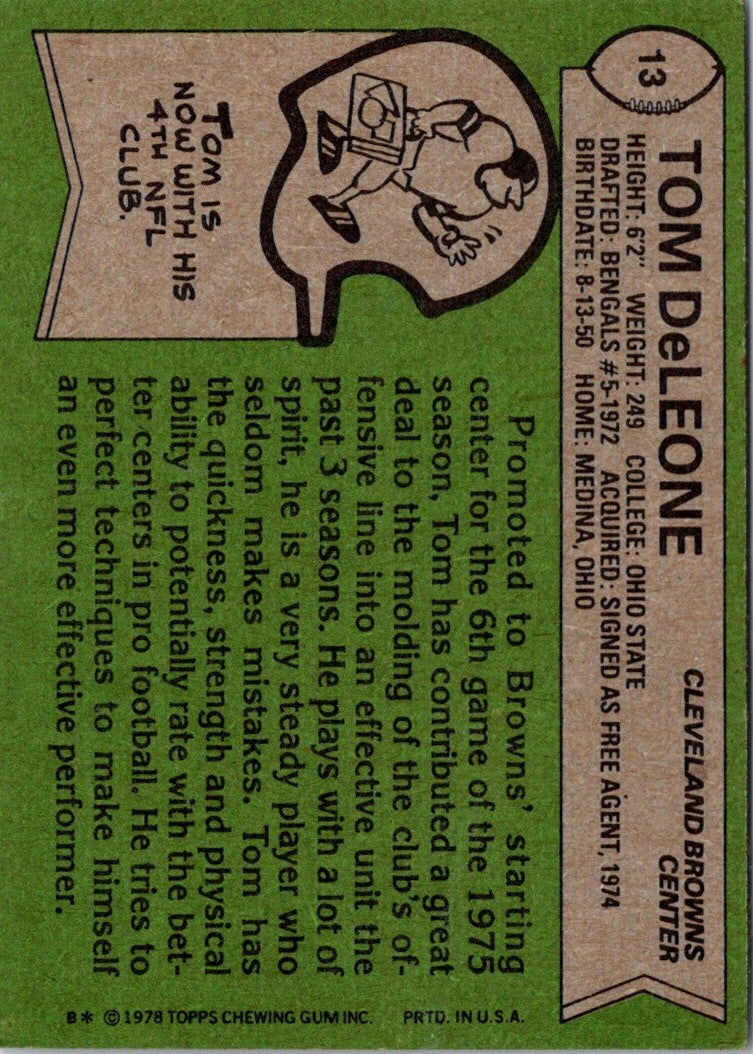 13
TOM DeLEONE
CLEVELAND BROWNS
CENTER
HEIGHT: 6'2" WEIGHT: 249 COLLEGE: OHIO STATE
DRAFTED: BENGALS #5-1972 ACQUIRED: SIGNED AS FREE AGENT, 1974
BIRTHDATE: 8-13-50 HOME: MEDINA, OHIO
TOM IS
NOW WITH HIS
4TH NFL
CLUB.
Promoted to Browns' starting
center for the 6th game of the 1975
season, Tom has contributed a great
deal to the molding of the club's of-
fensive line into an effective unit the
past 3 seasons. He plays with a lot of
spirit, he is a very steady player who
seldom makes mistakes. Tom has
the quickness, strength and physical
ability to potentially rate with the bet-
ter centers in pro football. He tries to
perfect techniques to make himself
an even more effective performer.
B* © 1978 TOPPS CHEWING GUM INC. PRTD. IN U.S.A.